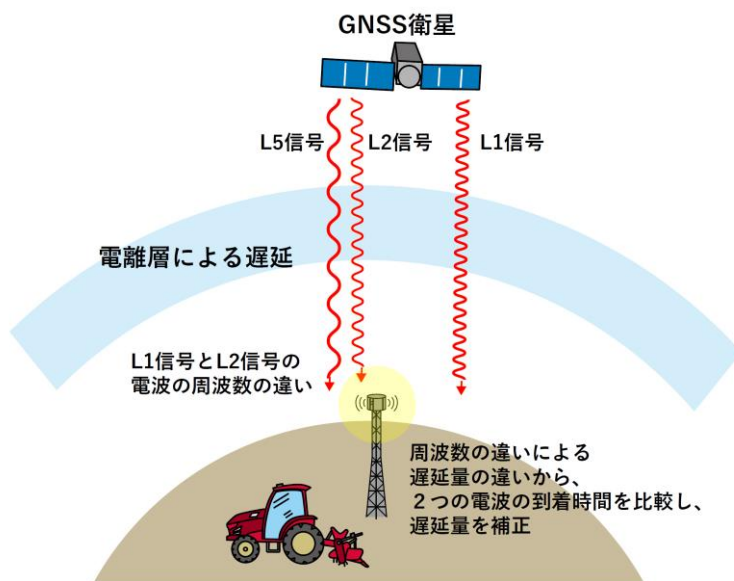 GNSS衛星
L5信号
L2信号
L1信号
電離層による遅延
L1信号とL2信号の
電波の周波数の違い
周波数の違いによる
遅延量の違いから、
２つの電波の到着時間を比較し、
遅延量を補正